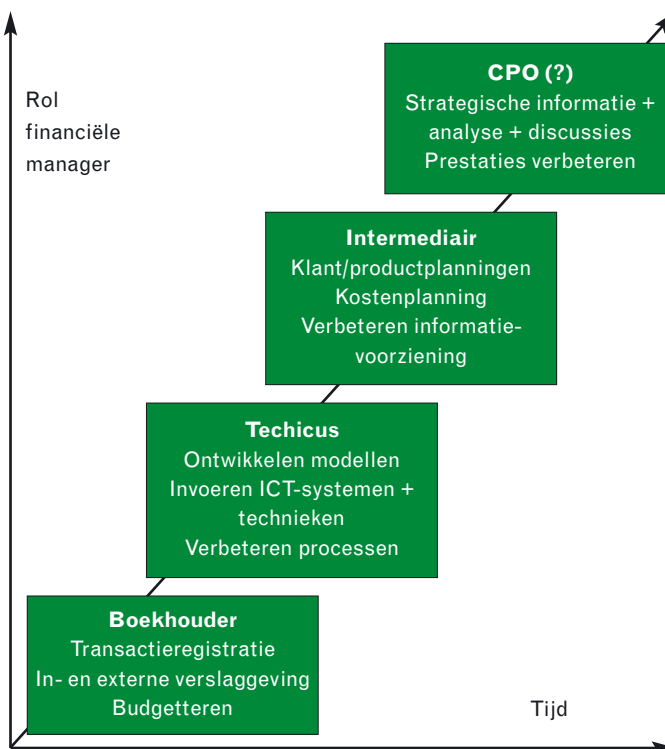 Rol
financiële
manager
CPO (?)
Strategische informatie +
analyse + discussies
Prestaties verbeteren
Intermediair
Klant/productplanningen
Kostenplanning
Verbeteren informatie-
voorziening
Techicus
Ontwikkelen modellen
Invoeren ICT-systemen +
technieken
Verbeteren processen
Boekhouder
Transactieregistratie
In- en externe verslaggeving
Budgetteren
Tijd